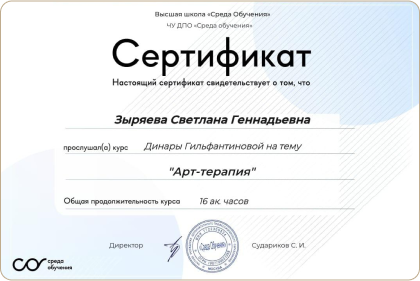 Высшая школа «Среда Обучения»
ЧУ ДПО «Среда обучения»
Сертификат
Настоящий сертификат свидетельствует о том, что
Зыряева Светлана Геннадьевна
прослушал(а) курс Динары Гильфантиновой на тему
"Арт-терапия"
Общая продолжительность курса 16 ак. часов
Директор Судариков С. И.
среда
обучения